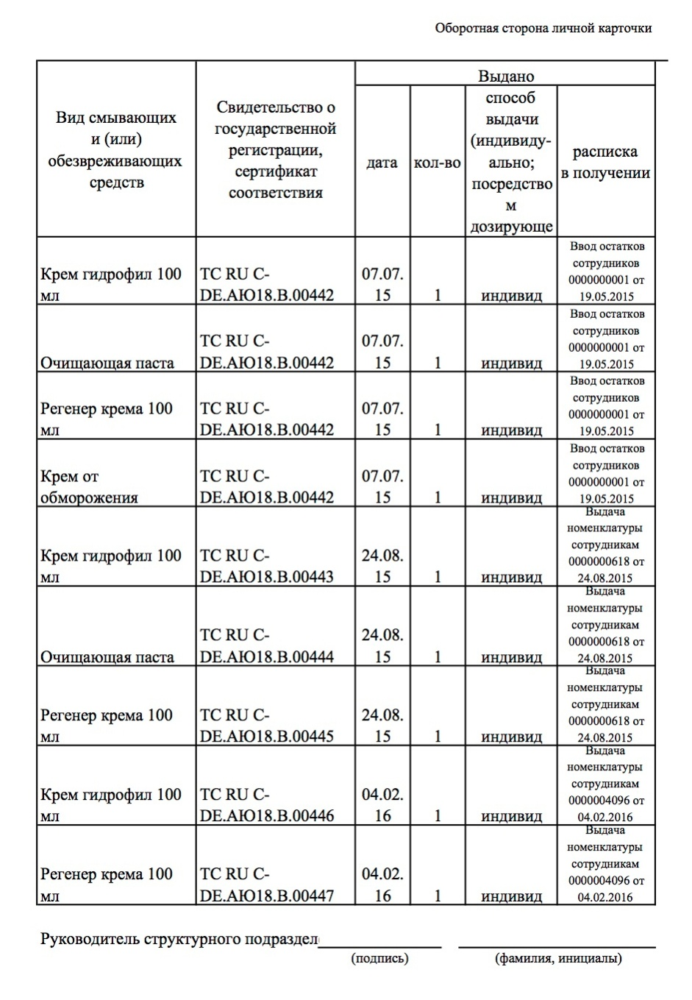 Оборотная сторона личной карточки
Вид смывающих
и (или)
обезвреживающих
средств
Свидетельство о
государственной
регистрации,
сертификат
соответствия
Выдано
дата
кол-во
способ
выдачи
(индивиду-
ально;
посредство
м
дозирующе
расписка
в получении
Крем гидрофил 100
мл
TC RU C-
DE.АЮ18.B.00442
07.07.
15
1
индивид
Ввод остатков
сотрудников
0000000001 от
19.05.2015
Очищающая паста
TC RU C-
DE.АЮ18.B.00442
07.07.
15
1
индивид
Ввод остатков
сотрудников
0000000001 от
19.05.2015
Регенер крема 100
мл
TC RU C-
DE.АЮ18.B.00442
07.07.
15
1
индивид
Ввод остатков
сотрудников
0000000001 от
19.05.2015
Крем от
обморожения
TC RU C-
DE.АЮ18.B.00442
07.07.
15
1
индивид
Ввод остатков
сотрудников
0000000001 от
19.05.2015
Крем гидрофил 100
мл
TC RU C-
DE.АЮ18.B.00443
24.08.
15
1
индивид
Выдача
номенклатуры
сотрудникам
0000000618 от
24.08.2015
Очищающая паста
TC RU C-
DE.АЮ18.B.00444
24.08.
15
1
индивид
Выдача
номенклатуры
сотрудникам
0000000618 от
24.08.2015
Регенер крема 100
мл
TC RU C-
DE.АЮ18.B.00445
24.08.
15
1
индивид
Выдача
номенклатуры
сотрудникам
0000000618 от
24.08.2015
Крем гидрофил 100
мл
TC RU C-
DE.АЮ18.B.00446
04.02.
16
1
индивид
Выдача
номенклатуры
сотрудникам
0000004096 от
04.02.2016
Регенер крема 100
мл
TC RU C-
DE.АЮ18.B.00447
04.02.
16
1
индивид
Выдача
номенклатуры
сотрудникам
0000004096 от
04.02.2016
Руководитель структурного подраздел
(подпись)
(фамилия, инициалы)